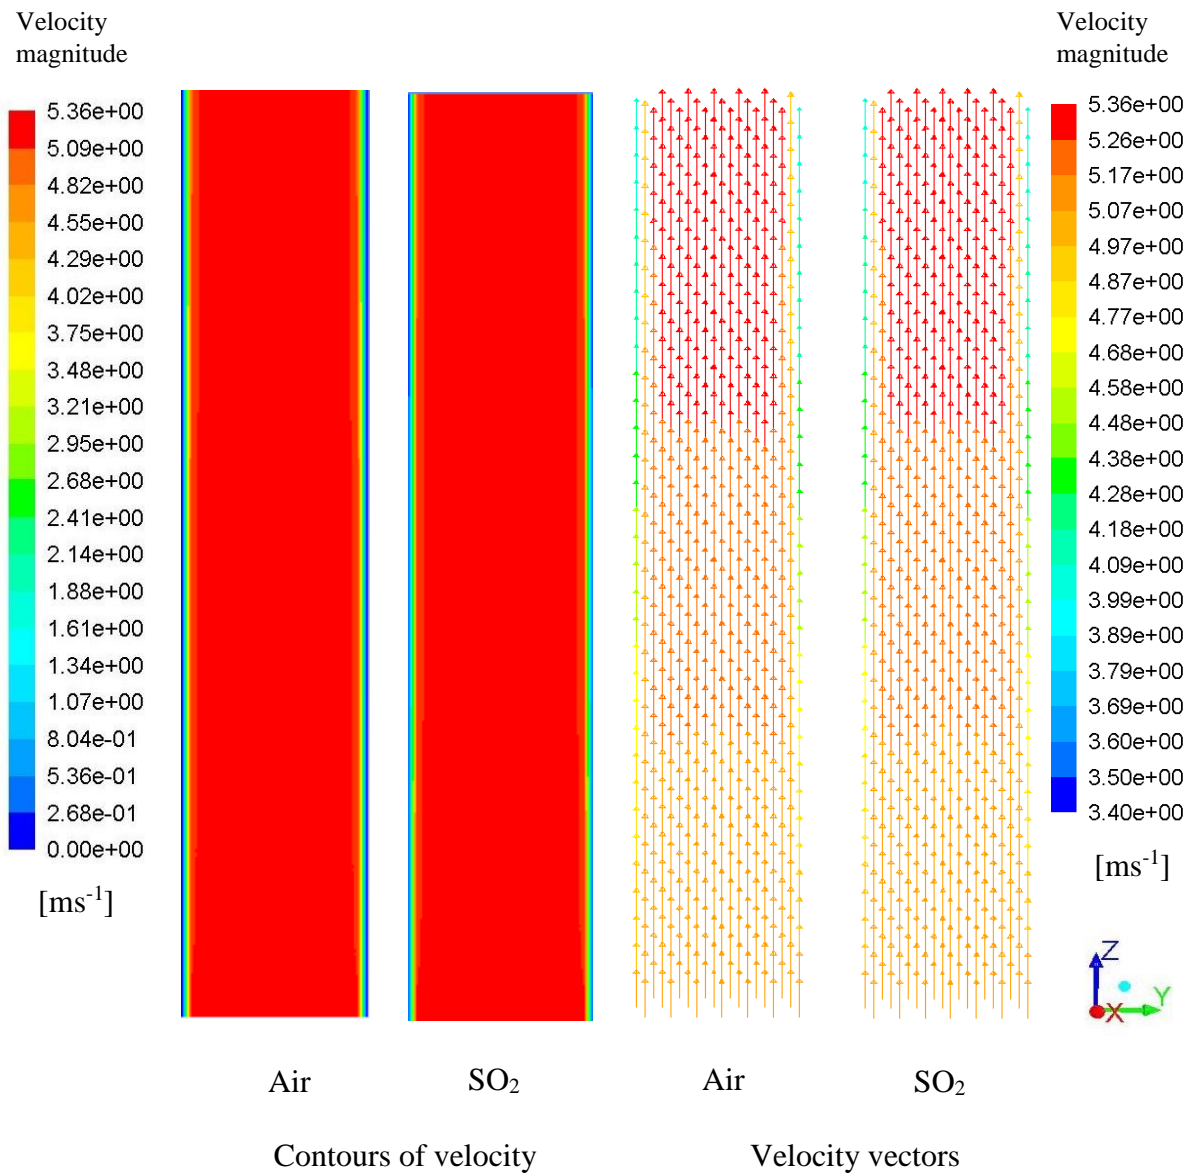 Velocity
magnitude
5.36e+00
5.09e+00
4.82e+00
4.55e+00
4.29e+00
4.02e+00
3.75e+00
3.48e+00
3.21e+00
2.95e+00
2.68e+00
2.41e+00
2.14e+00
1.88e+00
1.61e+00
1.34e+00
1.07e+00
8.04e-01
5.36e-01
2.68e-01
0.00e+00
[ms⁻¹]
Velocity
magnitude
5.36e+00
5.26e+00
5.17e+00
5.07e+00
4.97e+00
4.87e+00
4.77e+00
4.68e+00
4.58e+00
4.48e+00
4.38e+00
4.28e+00
4.18e+00
4.09e+00
3.99e+00
3.89e+00
3.79e+00
3.69e+00
3.60e+00
3.50e+00
3.40e+00
[ms⁻¹]
Z
X Y
Air SO₂ Air SO₂
Contours of velocity Velocity vectors